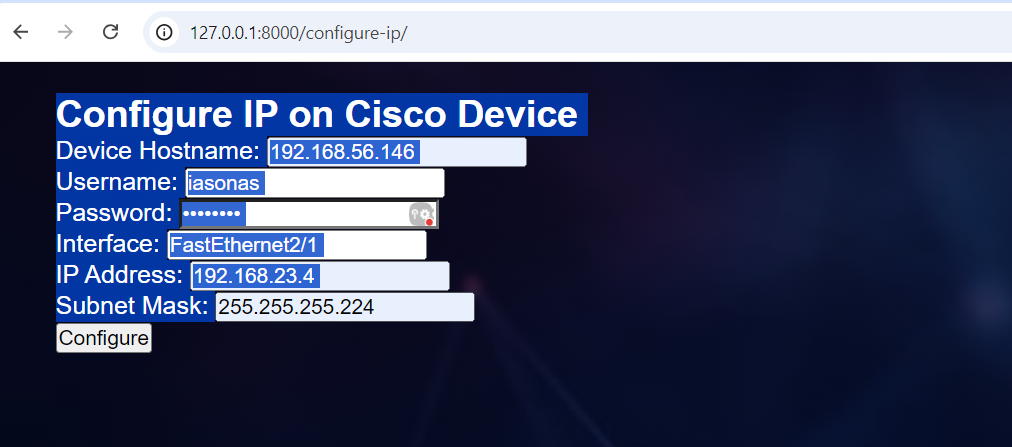 127.0.0.1:8000/configure-ip/
Configure IP on Cisco Device
Device Hostname: 192.168.56.146
Username: iasonas
Password: ••••••••
Interface: FastEthernet2/1
IP Address: 192.168.23.4
Subnet Mask: 255.255.255.224
Configure